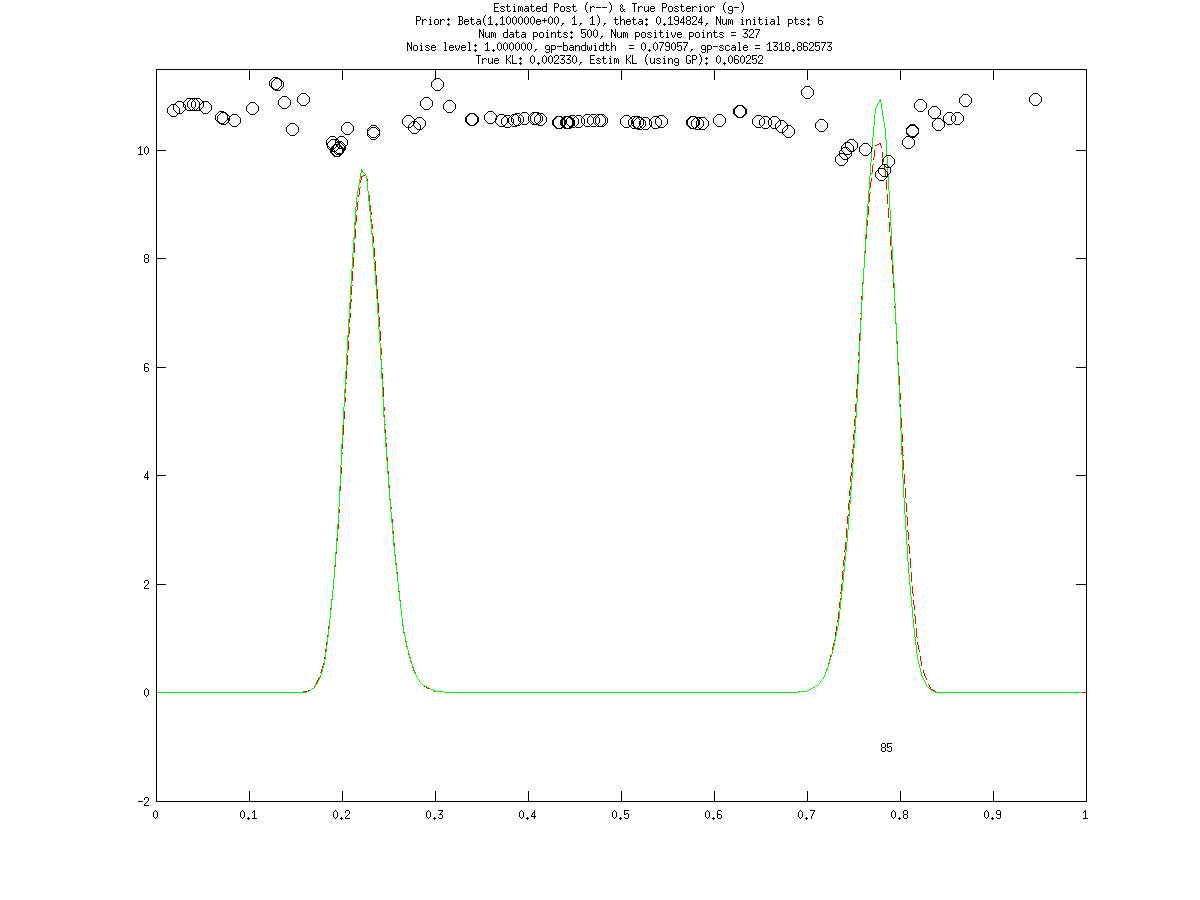 Estimated Post (r--) & True Posterior (g-)
Prior: Beta(1.100000e+00, 1, 1), theta: 0.194824, Num initial pts: 6
Num data points: 500, Num positive points = 327
Noise level: 1.000000, gp-bandwidth  = 0.079057, gp-scale = 1318.862573
True KL: 0.002330, Estim KL (using GP): 0.060252
10
8
6
4
2
0
85
-2
0 0.1 0.2 0.3 0.4 0.5 0.6 0.7 0.8 0.9 1